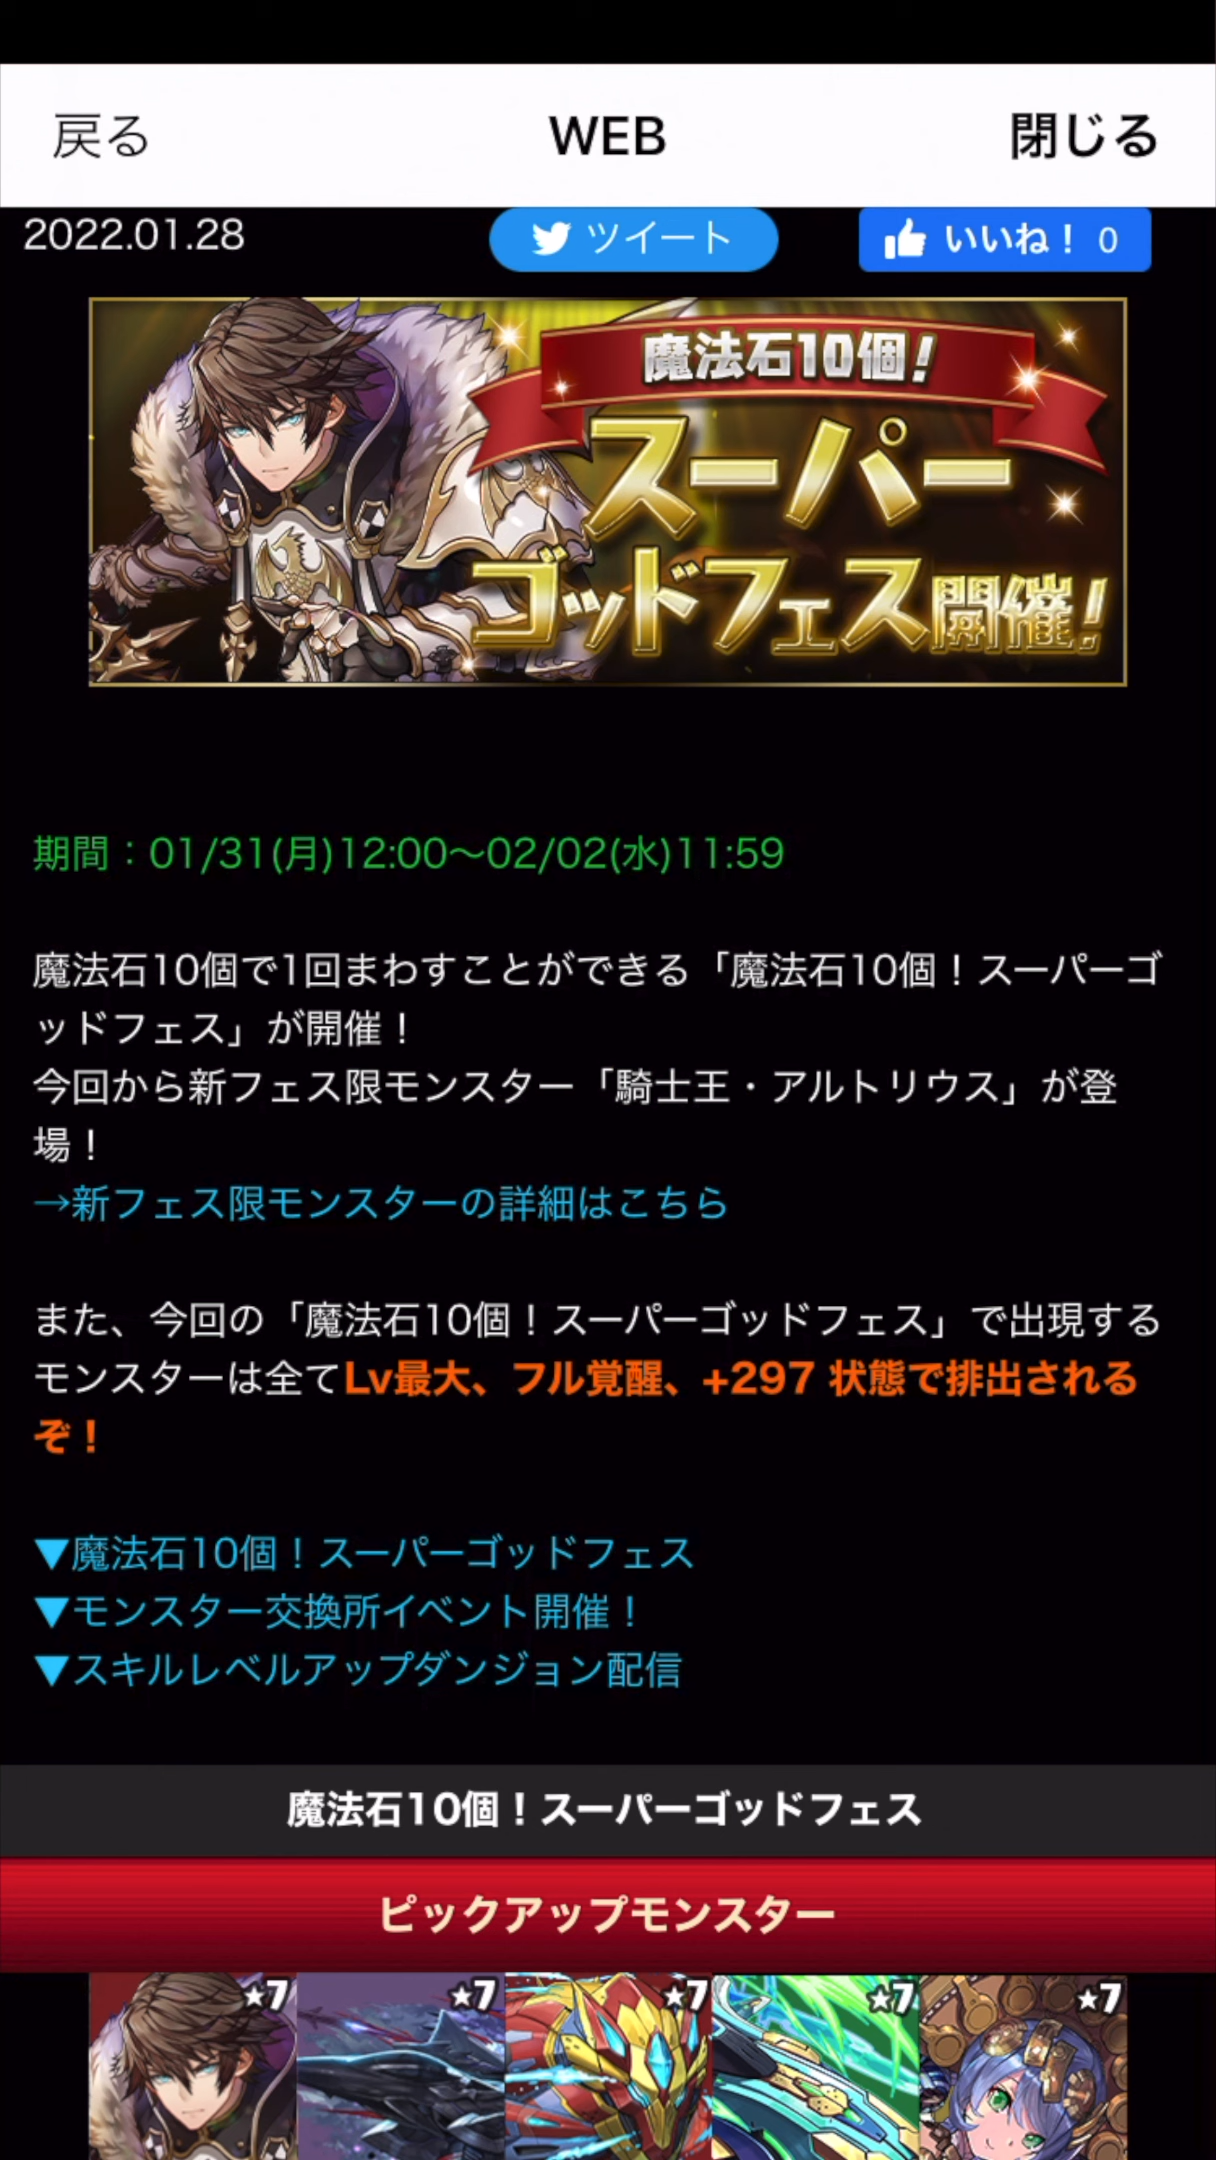 戻る WEB 閉じる
2022.01.28 ツイート いいね！ 0
魔法石10個！
スーパー
ゴッドフェス開催！
期間：01/31(月)12:00～02/02(水)11:59
魔法石10個で1回まわすことができる「魔法石10個！スーパーゴ
ッドフェス」が開催！
今回から新フェス限モンスター「騎士王・アルトリウス」が登
場！
→新フェス限モンスターの詳細はこちら
また、今回の「魔法石10個！スーパーゴッドフェス」で出現する
モンスターは全てLv最大、フル覚醒、+297 状態で排出される
ぞ！
▼魔法石10個！スーパーゴッドフェス
▼モンスター交換所イベント開催！
▼スキルレベルアップダンジョン配信
魔法石10個！スーパーゴッドフェス
ピックアップモンスター
★7 ★7 ★7 ★7 ★7